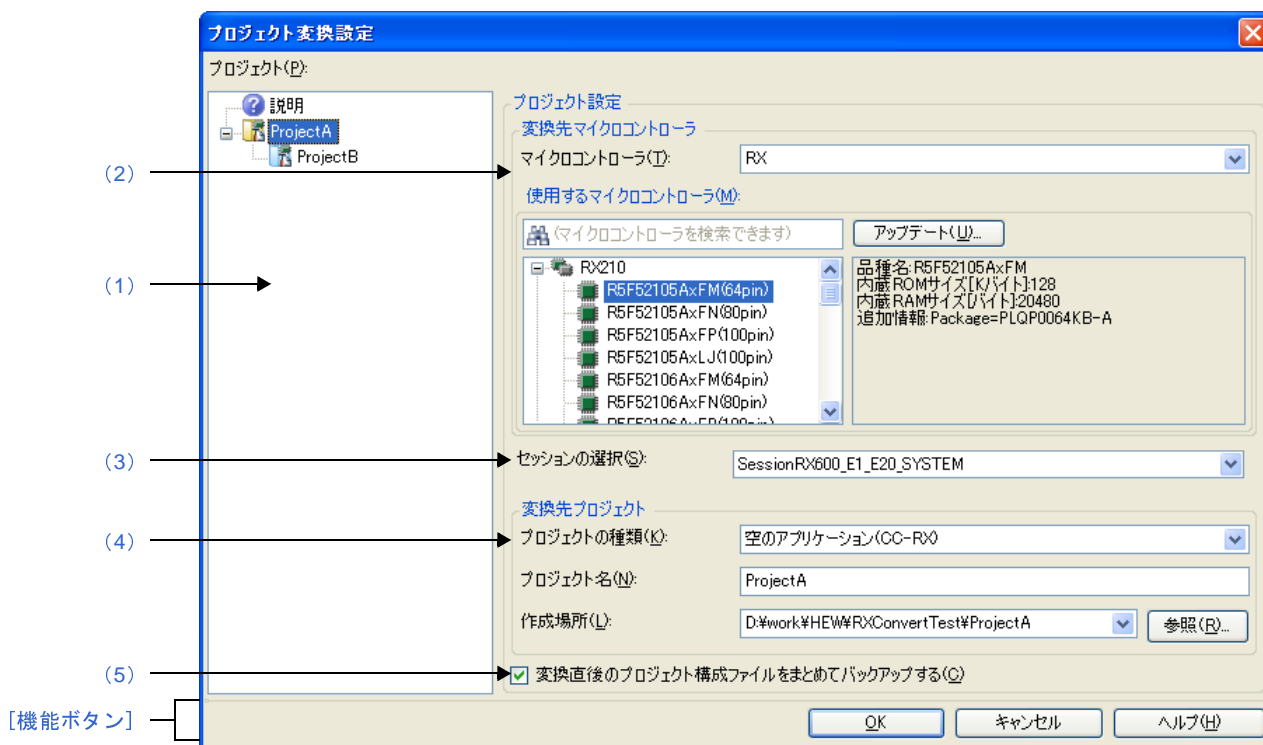 プロジェクト変換設定
プロジェクト(P):
説明
ProjectA
ProjectB
プロジェクト設定
変換先マイクロコントローラ
(2)
マイクロコントローラ(T):
RX
使用するマイクロコントローラ(M):
(マイクロコントローラを検索できます)
アップデート(U)...
(1)
RX210
R5F52105AxFM(64pin)
R5F52105AxFN(80pin)
R5F52105AxFP(100pin)
R5F52105AxLJ(100pin)
R5F52106AxFM(64pin)
R5F52106AxFN(80pin)
R5F52106AxFP(100pin)
品種名:R5F52105AxFM
内蔵ROMサイズ[Kバイト]:128
内蔵RAMサイズ[バイト]:20480
追加情報:Package=PLQP0064KB-A
(3)
セッションの選択(S):
SessionRX600_E1_E20_SYSTEM
変換先プロジェクト
(4)
プロジェクトの種類(K):
空のアプリケーション(CC-RX)
プロジェクト名(N):
ProjectA
作成場所(L):
D:¥work¥HEW¥RXConvertTest¥ProjectA
参照(R)...
(5)
変換直後のプロジェクト構成ファイルをまとめてバックアップする(C)
[機能ボタン]
OK
キャンセル
ヘルプ(H)